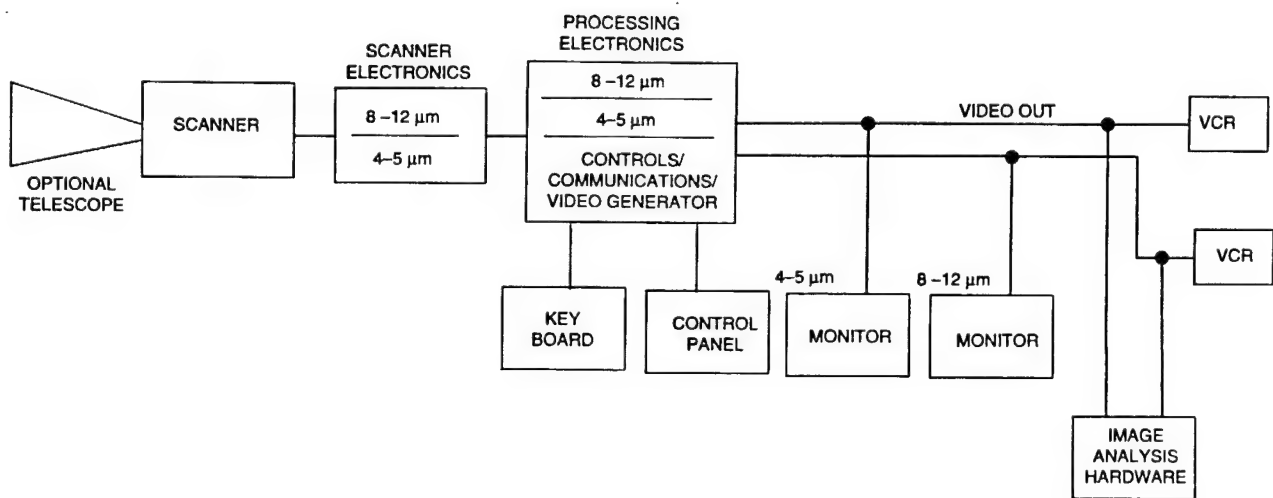 PROCESSING
ELECTRONICS
SCANNER
ELECTRONICS
8–12 µm
4–5 µm
SCANNER
8–12 µm
4–5 µm
CONTROLS/
COMMUNICATIONS/
VIDEO GENERATOR
VIDEO OUT
VCR
OPTIONAL
TELESCOPE
VCR
4–5 µm
8–12 µm
KEY
BOARD
CONTROL
PANEL
MONITOR
MONITOR
IMAGE
ANALYSIS
HARDWARE